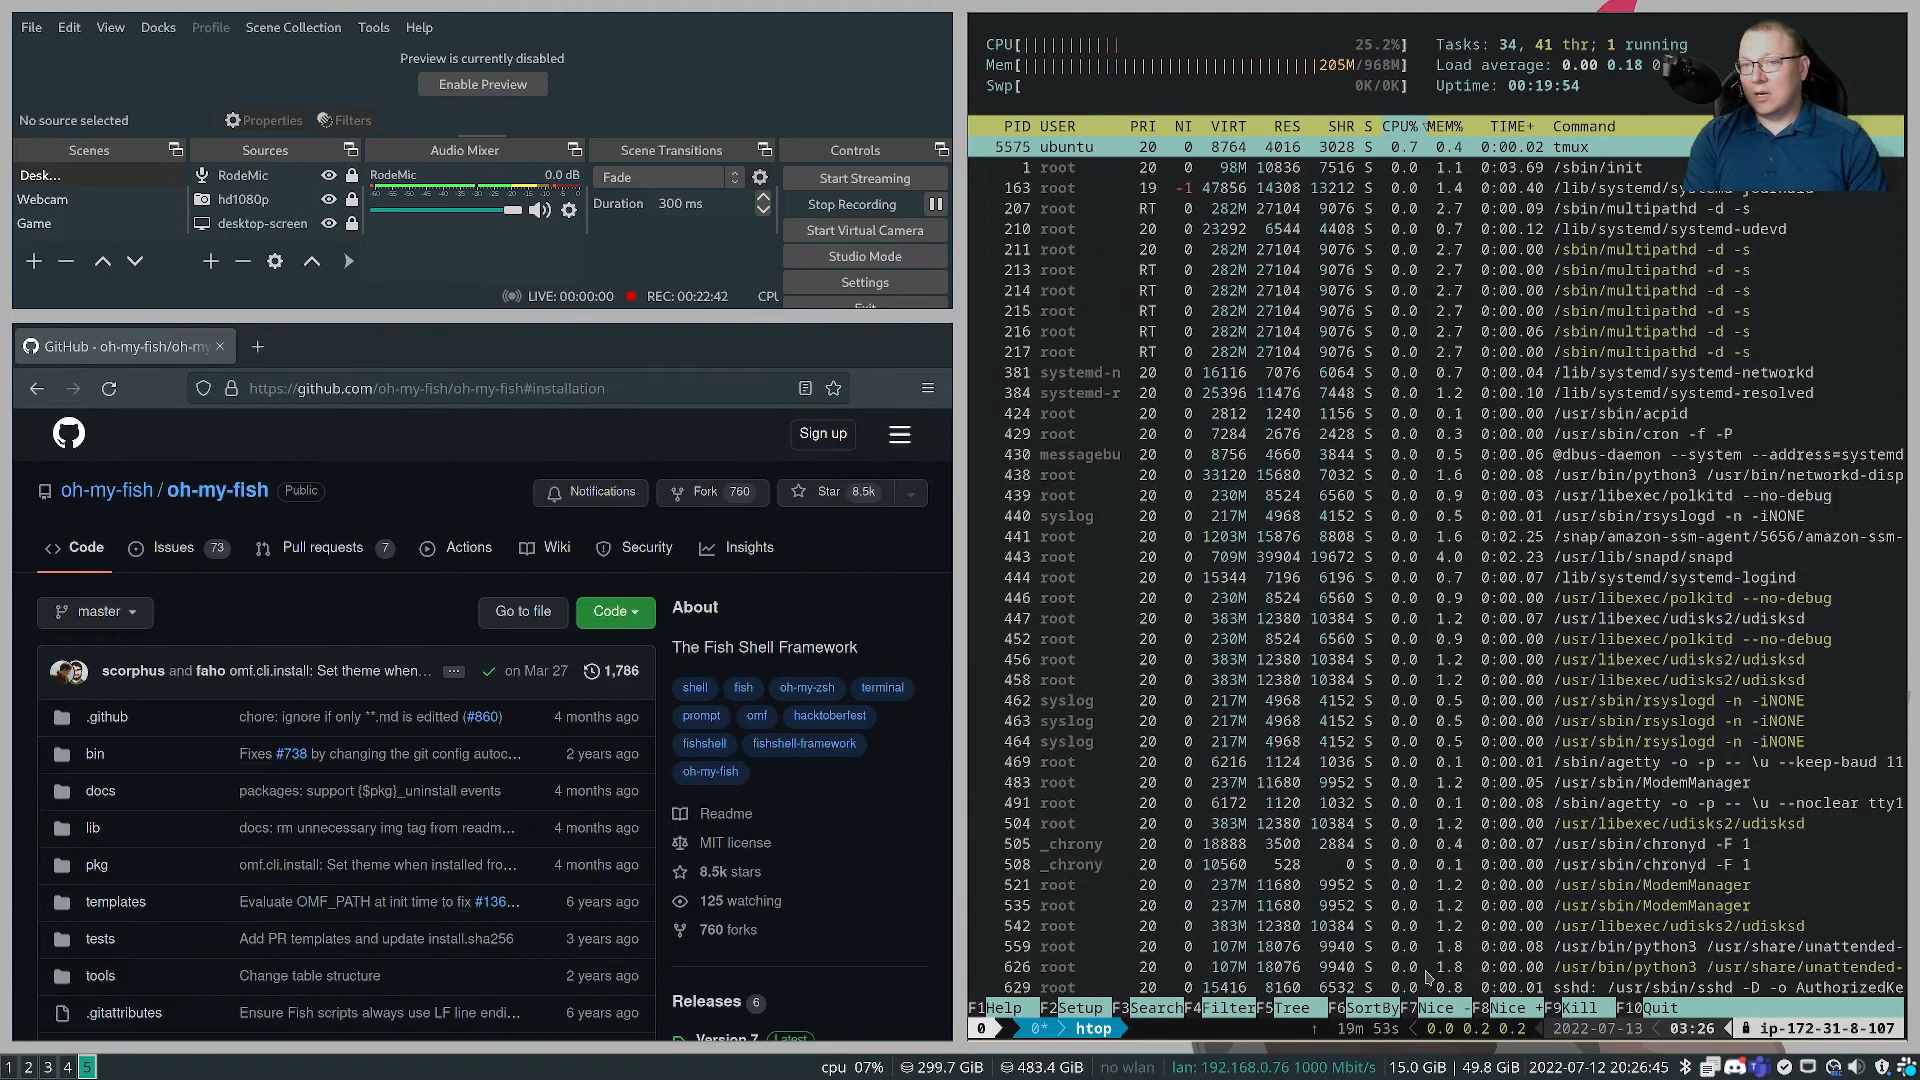 File Edit View Docks Profile Scene Collection Tools Help
Preview is currently disabled
Enable Preview
No source selected
Properties Filters
Scenes
Sources
Audio Mixer
Scene Transitions
Controls
Desk...
Webcam
Game
RodeMic
hd1080p
desktop-screen
RodeMic 0.0 dB
Fade
Duration 300 ms
Start Streaming
Stop Recording
Start Virtual Camera
Studio Mode
Settings
LIVE: 00:00:00 REC: 00:22:42 CPU
GitHub - oh-my-fish/oh-my
https://github.com/oh-my-fish/oh-my-fish#installation
Sign up
oh-my-fish / oh-my-fish Public
Notifications
Fork 760
Star 8.5k
Code Issues 73 Pull requests 7 Actions Wiki Security Insights
master
Go to file
Code
scorphus and faho omf.cli.install: Set theme when... on Mar 27 1,786
.github chore: ignore if only **.md is editted (#860) 4 months ago
bin Fixes #738 by changing the git config autoc... 2 years ago
docs packages: support {$pkg}_uninstall events 4 months ago
lib docs: rm unnecessary img tag from readm... 4 months ago
pkg omf.cli.install: Set theme when installed fro... 4 months ago
templates Evaluate OMF_PATH at init time to fix #136... 6 years ago
tests Add PR templates and update install.sha256 3 years ago
tools Change table structure 2 years ago
.gitattributes Ensure Fish scripts always use LF line endi... 6 years ago
About
The Fish Shell Framework
shell fish oh-my-zsh terminal
prompt omf hacktoberfest
fishshell fishshell-framework
oh-my-fish
Readme
MIT license
8.5k stars
125 watching
760 forks
Releases 6
Version 7 Latest
CPU[ 25.2%] Tasks: 34, 41 thr; 1 running
Mem[ 205M/968M] Load average: 0.00 0.18
Swp[ 0K/0K] Uptime: 00:19:54
PID USER PRI NI VIRT RES SHR S CPU% MEM% TIME+ Command
5575 ubuntu 20 0 8764 4016 3028 S 0.7 0.4 0:00.02 tmux
1 root 20 0 98M 10836 7516 S 0.0 1.1 0:03.69 /sbin/init
163 root 19 -1 47856 14308 13212 S 0.0 1.4 0:00.40 /lib/systemd/systemd-journald
207 root RT 0 282M 27104 9076 S 0.0 2.7 0:00.09 /sbin/multipathd -d -s
210 root 20 0 23292 6544 4408 S 0.0 0.7 0:00.12 /lib/systemd/systemd-udevd
211 root 20 0 282M 27104 9076 S 0.0 2.7 0:00.00 /sbin/multipathd -d -s
213 root RT 0 282M 27104 9076 S 0.0 2.7 0:00.00 /sbin/multipathd -d -s
214 root RT 0 282M 27104 9076 S 0.0 2.7 0:00.00 /sbin/multipathd -d -s
215 root RT 0 282M 27104 9076 S 0.0 2.7 0:00.00 /sbin/multipathd -d -s
216 root RT 0 282M 27104 9076 S 0.0 2.7 0:00.06 /sbin/multipathd -d -s
217 root RT 0 282M 27104 9076 S 0.0 2.7 0:00.00 /sbin/multipathd -d -s
381 systemd-n 20 0 16116 7076 6064 S 0.0 0.7 0:00.04 /lib/systemd/systemd-networkd
384 systemd-r 20 0 25396 11476 7448 S 0.0 1.2 0:00.10 /lib/systemd/systemd-resolved
424 root 20 0 2812 1240 1156 S 0.0 0.1 0:00.00 /usr/sbin/acpid
429 root 20 0 7284 2676 2428 S 0.0 0.3 0:00.00 /usr/sbin/cron -f -P
430 messagebu 20 0 8756 4660 3844 S 0.0 0.5 0:00.06 @dbus-daemon --system --address=systemd
438 root 20 0 33120 15680 7032 S 0.0 1.6 0:00.08 /usr/bin/python3 /usr/bin/networkd-disp
439 root 20 0 230M 8524 6560 S 0.0 0.9 0:00.03 /usr/libexec/polkitd --no-debug
440 syslog 20 0 217M 4968 4152 S 0.0 0.5 0:00.01 /usr/sbin/rsyslogd -n -iNONE
441 root 20 0 1203M 15876 8808 S 0.0 1.6 0:02.25 /snap/amazon-ssm-agent/5656/amazon-ssm-
443 root 20 0 709M 39904 19672 S 0.0 4.0 0:02.23 /usr/lib/snapd/snapd
444 root 20 0 15344 7196 6196 S 0.0 0.7 0:00.07 /lib/systemd/systemd-logind
446 root 20 0 230M 8524 6560 S 0.0 0.9 0:00.00 /usr/libexec/polkitd --no-debug
447 root 20 0 383M 12380 10384 S 0.0 1.2 0:00.07 /usr/libexec/udisks2/udisksd
452 root 20 0 230M 8524 6560 S 0.0 0.9 0:00.00 /usr/libexec/polkitd --no-debug
456 root 20 0 383M 12380 10384 S 0.0 1.2 0:00.00 /usr/libexec/udisks2/udisksd
458 root 20 0 383M 12380 10384 S 0.0 1.2 0:00.00 /usr/libexec/udisks2/udisksd
462 syslog 20 0 217M 4968 4152 S 0.0 0.5 0:00.00 /usr/sbin/rsyslogd -n -iNONE
463 syslog 20 0 217M 4968 4152 S 0.0 0.5 0:00.00 /usr/sbin/rsyslogd -n -iNONE
464 syslog 20 0 217M 4968 4152 S 0.0 0.5 0:00.00 /usr/sbin/rsyslogd -n -iNONE
469 root 20 0 6216 1124 1036 S 0.0 0.1 0:00.01 /sbin/agetty -o -p -- \u --keep-baud 11
483 root 20 0 237M 11680 9952 S 0.0 1.2 0:00.05 /usr/sbin/ModemManager
491 root 20 0 6172 1120 1032 S 0.0 0.1 0:00.08 /sbin/agetty -o -p -- \u --noclear tty1
504 root 20 0 383M 12380 10384 S 0.0 1.2 0:00.00 /usr/libexec/udisks2/udisksd
505 _chrony 20 0 18888 3500 2884 S 0.0 0.4 0:00.07 /usr/sbin/chronyd -F 1
508 _chrony 20 0 10560 528 0 S 0.0 0.1 0:00.00 /usr/sbin/chronyd -F 1
521 root 20 0 237M 11680 9952 S 0.0 1.2 0:00.00 /usr/sbin/ModemManager
535 root 20 0 237M 11680 9952 S 0.0 1.2 0:00.00 /usr/sbin/ModemManager
542 root 20 0 383M 12380 10384 S 0.0 1.2 0:00.00 /usr/libexec/udisks2/udisksd
559 root 20 0 107M 18076 9940 S 0.0 1.8 0:00.08 /usr/bin/python3 /usr/share/unattended-
626 root 20 0 107M 18076 9940 S 0.0 1.8 0:00.00 /usr/bin/python3 /usr/share/unattended-
629 root 20 0 15416 8160 6532 S 0.0 0.8 0:00.01 sshd: /usr/sbin/sshd -D -o AuthorizedKe
F1Help F2Setup F3SearchF4FilterF5Tree F6SortByF7Nice -F8Nice +F9Kill F10Quit
0 0* htop ↑ 19m 53s 0.0 0.2 0.2 2022-07-13 03:26 ip-172-31-8-107
1 2 3 4 5 cpu 07% 299.7 GiB 483.4 GiB no wlan lan: 192.168.0.76 1000 Mbit/s 15.0 GiB 49.8 GiB 2022-07-12 20:26:45